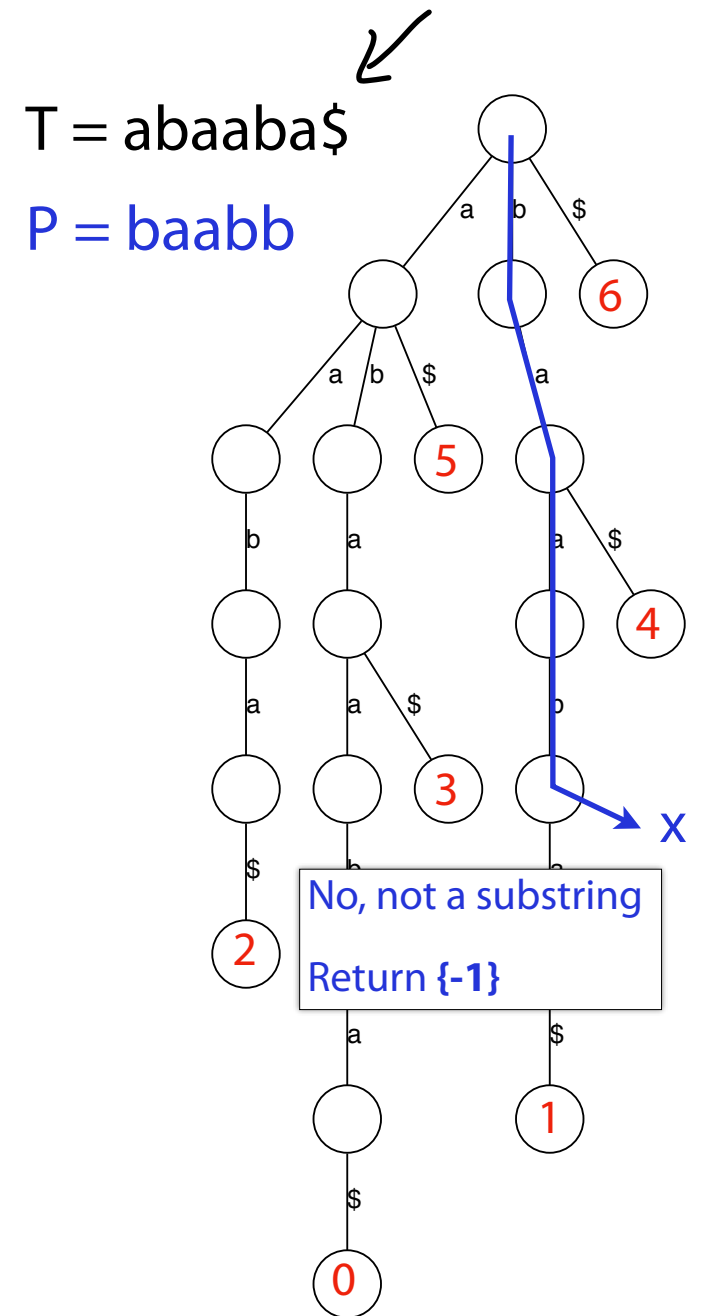 T = abaaba$
P = baabb
a b $
6
a b $ a
5
b a a $
4
a a $ b
3
x
$ b a
No, not a substring
2
Return {-1}
a $
1
$
0